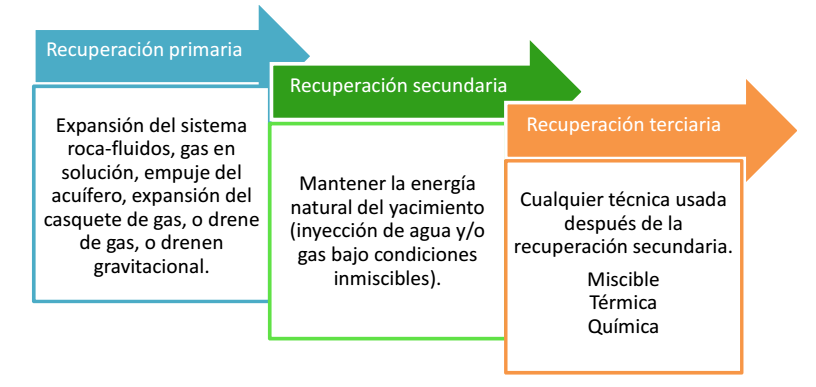 Recuperación primaria
Expansión del sistema
roca-fluidos, gas en
solución, empuje del
acuífero, expansión del
casquete de gas, o drene
de gas, o drenen
gravitacional.
Recuperación secundaria
Mantener la energía
natural del yacimiento
(inyección de agua y/o
gas bajo condiciones
inmiscibles).
Recuperación terciaria
Cualquier técnica usada
después de la
recuperación secundaria.
Miscible
Térmica
Química